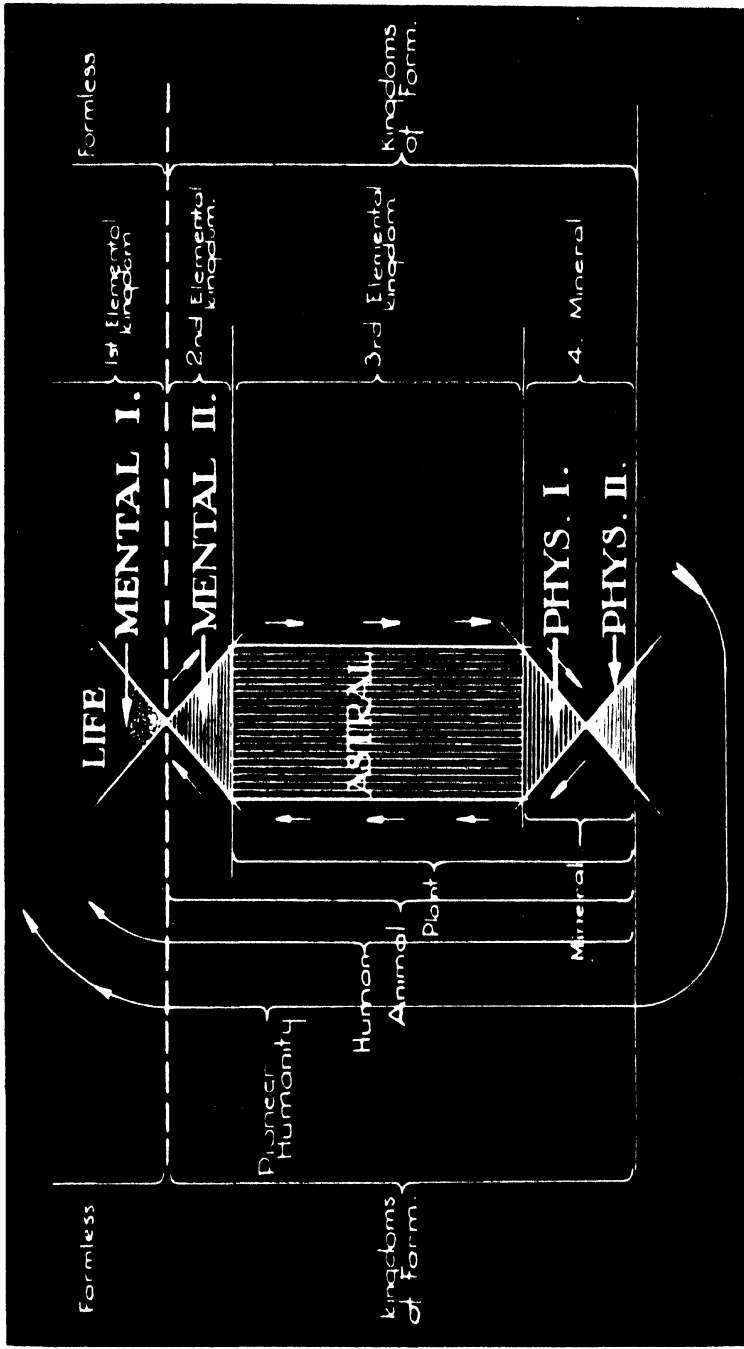 Formless
Kingdoms
of Form.
1st Elemental
kingdom
2nd Elemental
kingdom.
3rd Elemental
kingdom
4. Mineral
LIFE
MENTAL I.
MENTAL II.
ASTRAL
PHYS. I.
PHYS. II.
Mineral
Plant
Animal
Human
Pioneer
Humanity
Formless
kingdoms
of Form.